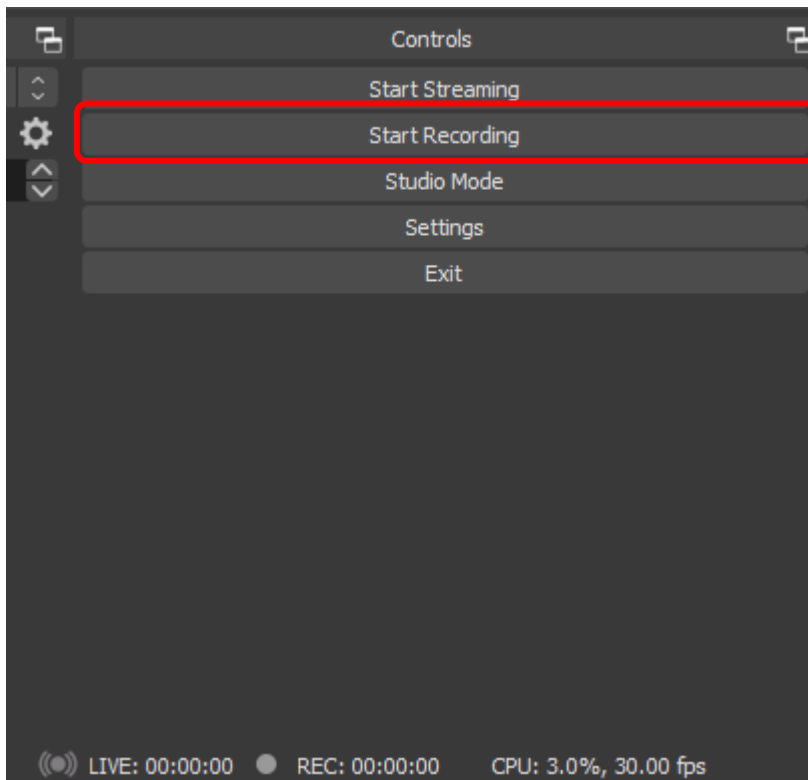 Controls
Start Streaming
Start Recording
Studio Mode
Settings
Exit
LIVE: 00:00:00 REC: 00:00:00 CPU: 3.0%, 30.00 fps